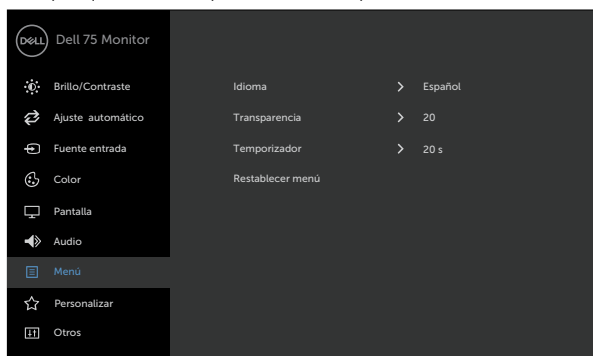 DELL Dell 75 Monitor
Brillo/Contraste
Ajuste automático
Fuente entrada
Color
Pantalla
Audio
Menú
Personalizar
Otros
Idioma > Español
Transparencia > 20
Temporizador > 20 s
Restablecer menú